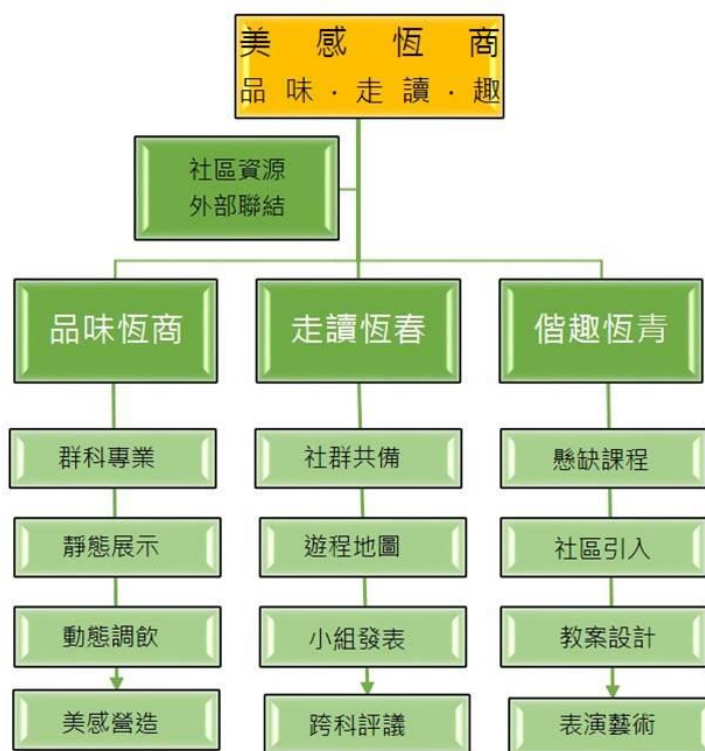 美感恆商
品味．走讀．趣
社區資源
外部聯結
品味恆商
走讀恆春
偕趣恆青
群科專業
社群共備
懸缺課程
靜態展示
遊程地圖
社區引入
動態調飲
小組發表
教案設計
美感營造
跨科評議
表演藝術